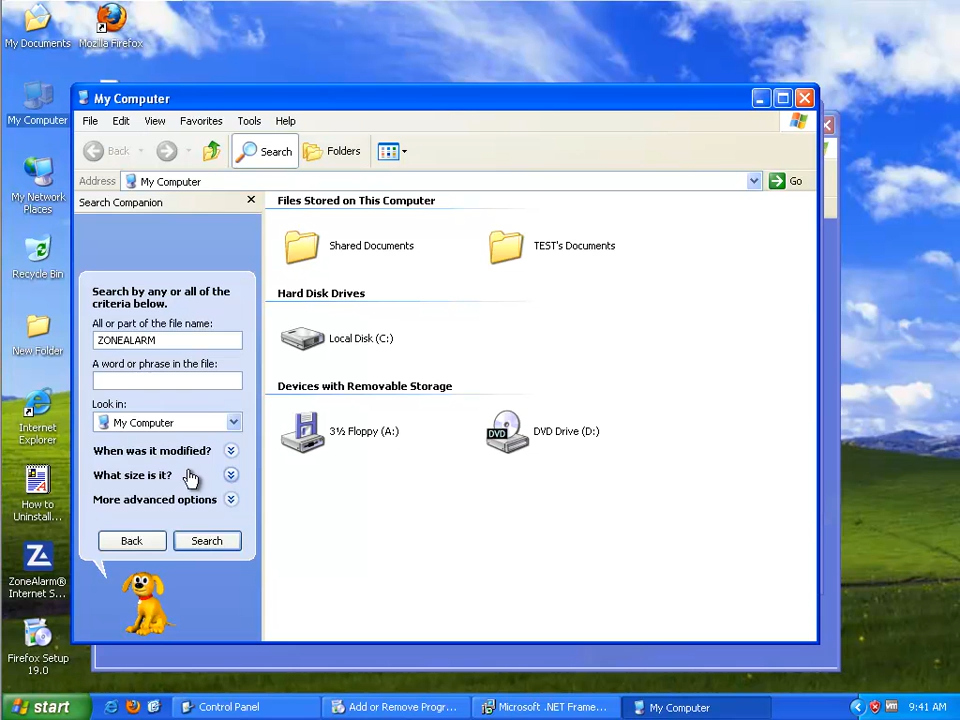 My Documents
Mozilla Firefox
My Computer
My Network
Places
Recycle Bin
New Folder
Internet
Explorer
How to
Uninstall...
ZoneAlarm®
Internet S...
Firefox Setup
19.0
My Computer
File Edit View Favorites Tools Help
Back Search Folders
Address My Computer Go
Search Companion
Search by any or all of the
criteria below.
All or part of the file name:
ZONEALARM
A word or phrase in the file:
Look in:
My Computer
When was it modified?
What size is it?
More advanced options
Back Search
Files Stored on This Computer
Shared Documents TEST's Documents
Hard Disk Drives
Local Disk (C:)
Devices with Removable Storage
3½ Floppy (A:) DVD DVD Drive (D:)
start Control Panel Add or Remove Progr... Microsoft .NET Frame... My Computer 9:41 AM